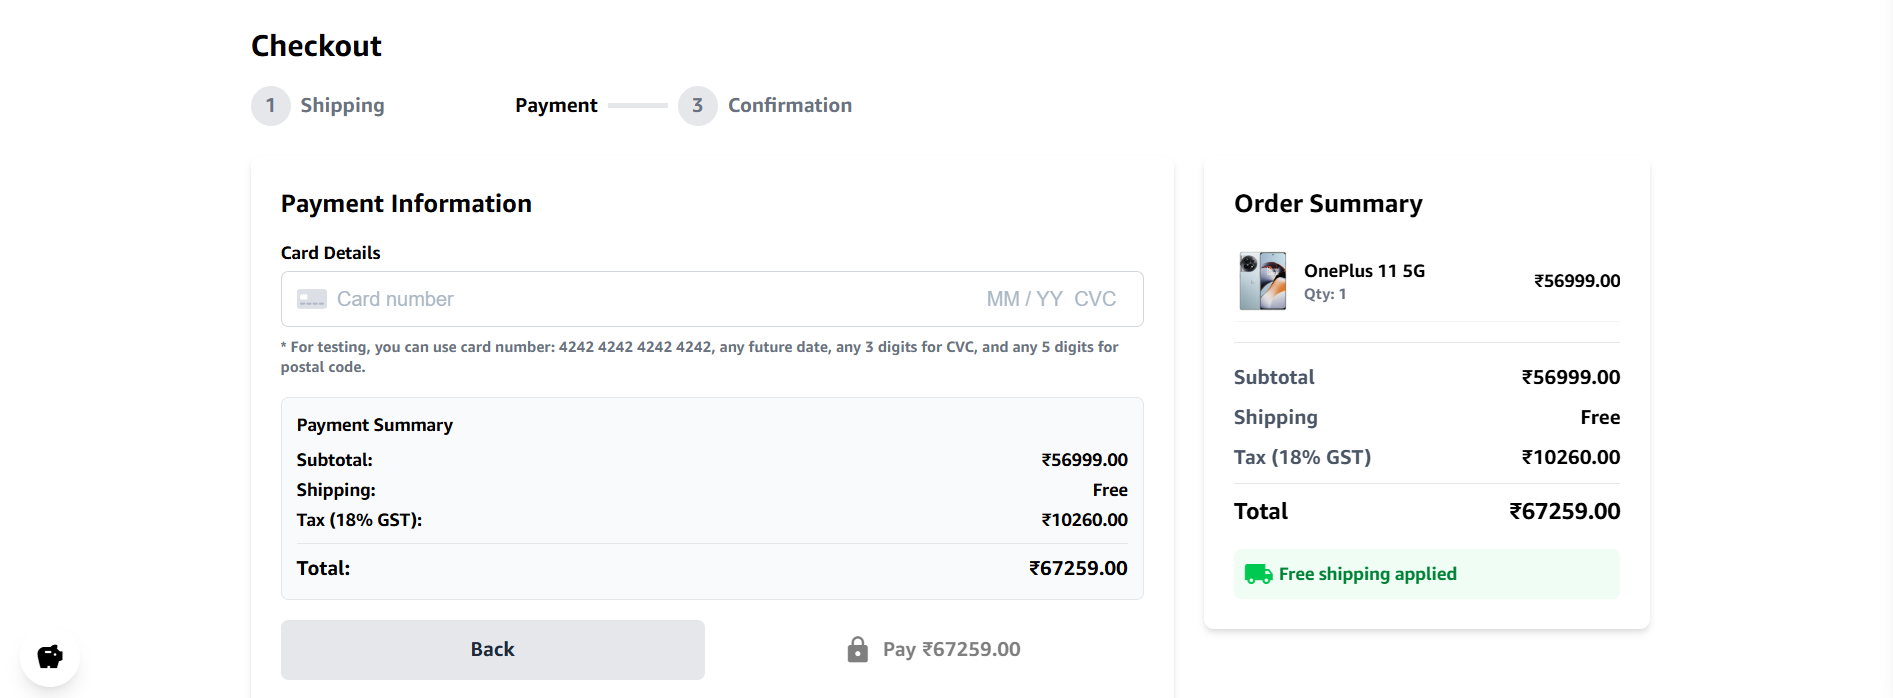 Checkout
1 Shipping Payment 3 Confirmation
Payment Information
Card Details
Card number MM / YY CVC
* For testing, you can use card number: 4242 4242 4242 4242, any future date, any 3 digits for CVC, and any 5 digits for
postal code.
Payment Summary
Subtotal: ₹56999.00
Shipping: Free
Tax (18% GST): ₹10260.00
Total: ₹67259.00
Back Pay ₹67259.00
Order Summary
OnePlus 11 5G
Qty: 1
₹56999.00
Subtotal ₹56999.00
Shipping Free
Tax (18% GST) ₹10260.00
Total ₹67259.00
Free shipping applied